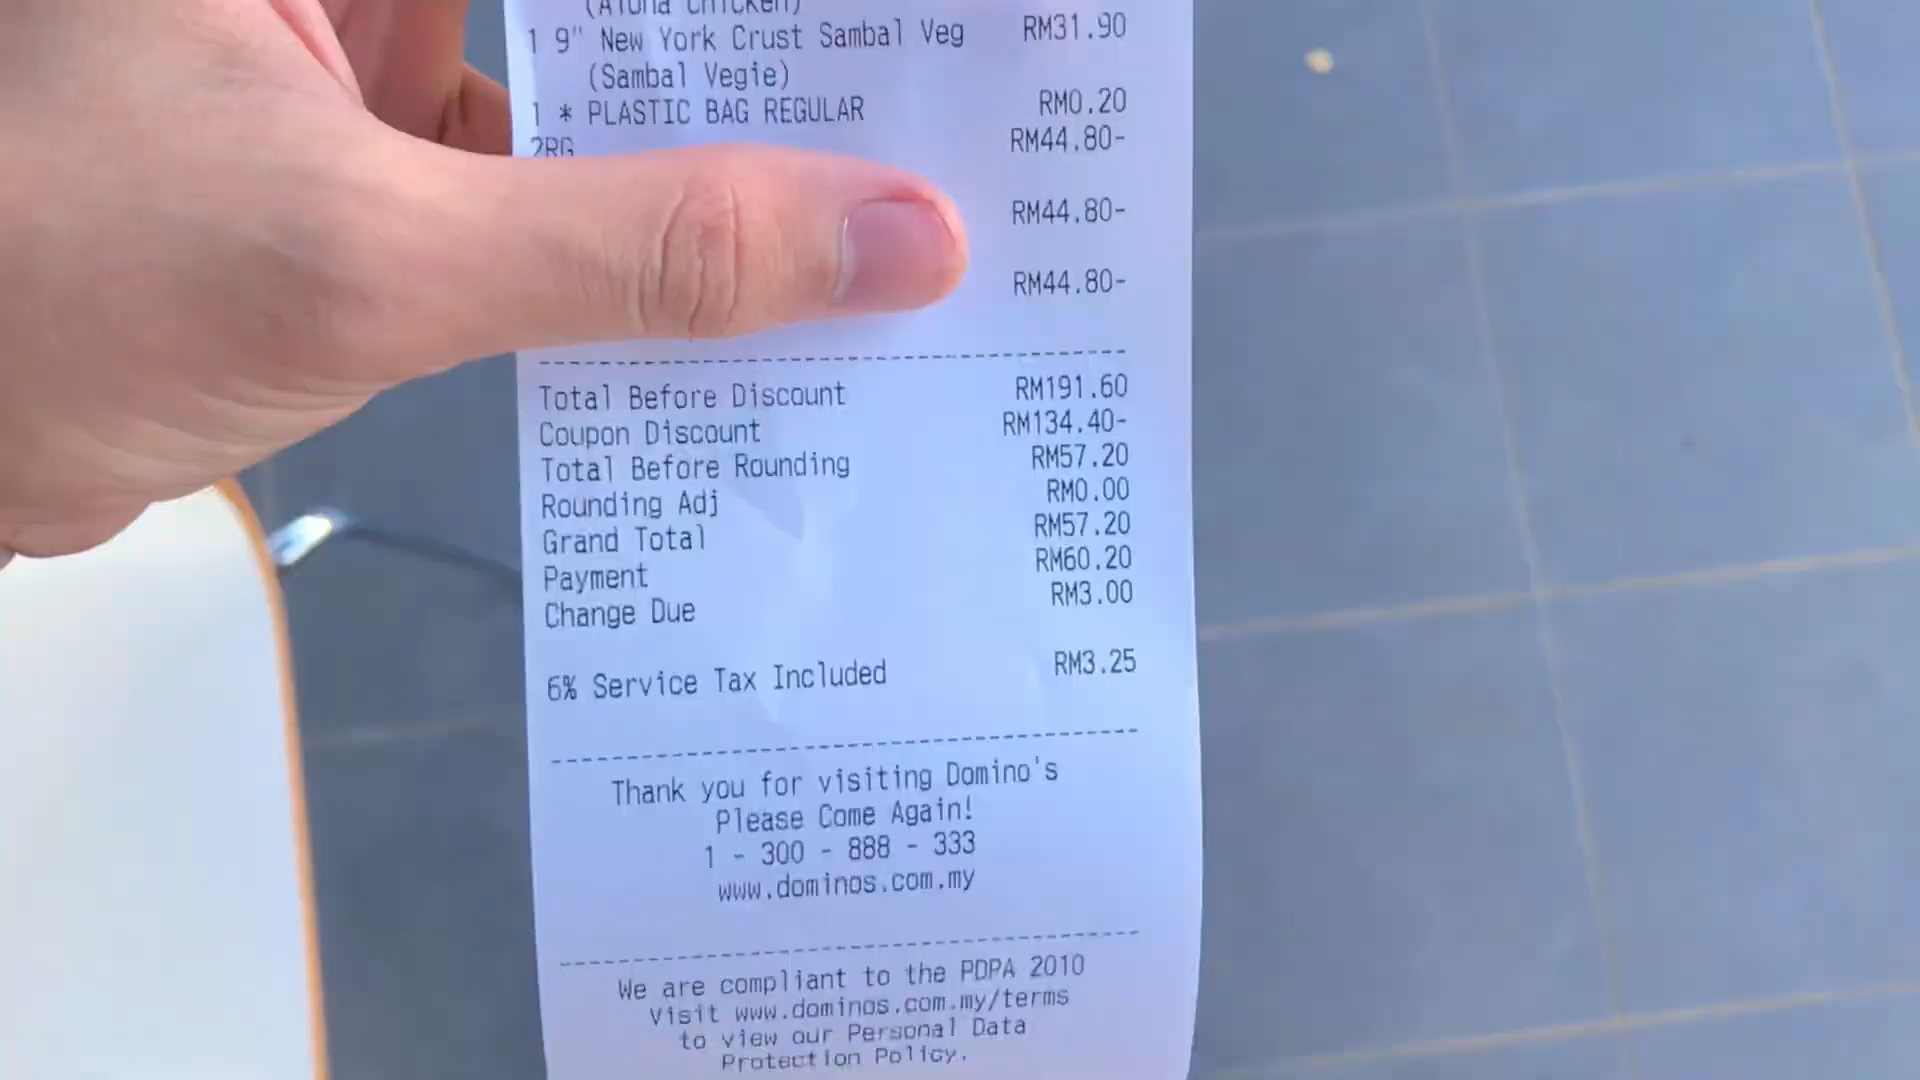 (Aloha Chicken)
1 9" New York Crust Sambal Veg RM31.90
(Sambal Vegie)
1 * PLASTIC BAG REGULAR RM0.20
2RG RM44.80-
RM44.80-
RM44.80-
Total Before Discount RM191.60
Coupon Discount RM134.40-
Total Before Rounding RM57.20
Rounding Adj RM0.00
Grand Total RM57.20
Payment RM60.20
Change Due RM3.00
6% Service Tax Included RM3.25
Thank you for visiting Domino's
Please Come Again!
1 - 300 - 888 - 333
www.dominos.com.my
We are compliant to the PDPA 2010
Visit www.dominos.com.my/terms
to view our Personal Data
Protection Policy.